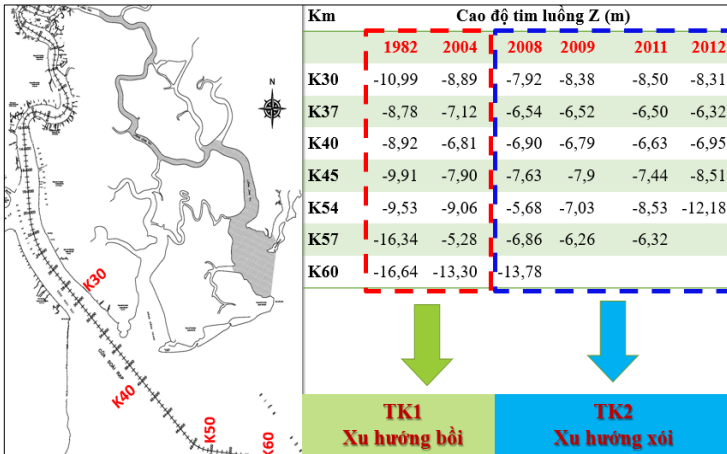 Km Cao độ tim luồng Z (m)
1982 2004 2008 2009 2011 2012
K30 -10,99 -8,89 -7,92 -8,38 -8,50 -8,31
K37 -8,78 -7,12 -6,54 -6,52 -6,50 -6,32
K40 -8,92 -6,81 -6,90 -6,79 -6,63 -6,95
K45 -9,91 -7,90 -7,63 -7,9 -7,44 -8,51
K54 -9,53 -9,06 -5,68 -7,03 -8,53 -12,18
K57 -16,34 -5,28 -6,86 -6,26 -6,32
K60 -16,64 -13,30 -13,78
TK1
Xu hướng bồi
TK2
Xu hướng xói
N
K30
K40
K50
K60